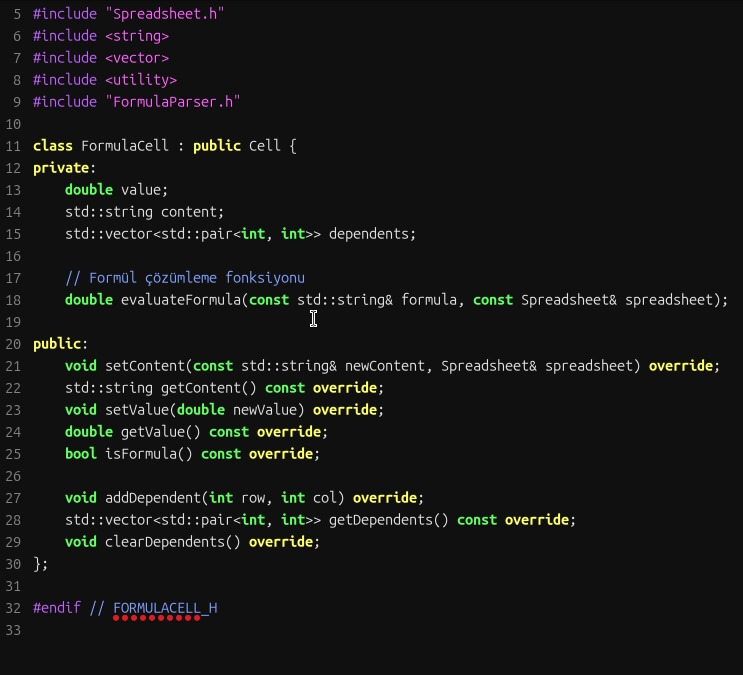 5 #include "Spreadsheet.h"
6 #include <string>
7 #include <vector>
8 #include <utility>
9 #include "FormulaParser.h"
10
11 class FormulaCell : public Cell {
12 private:
13     double value;
14     std::string content;
15     std::vector<std::pair<int, int>> dependents;
16
17     // Formül çözümleme fonksiyonu
18     double evaluateFormula(const std::string& formula, const Spreadsheet& spreadsheet);
19
20 public:
21     void setContent(const std::string& newContent, Spreadsheet& spreadsheet) override;
22     std::string getContent() const override;
23     void setValue(double newValue) override;
24     double getValue() const override;
25     bool isFormula() const override;
26
27     void addDependent(int row, int col) override;
28     std::vector<std::pair<int, int>> getDependents() const override;
29     void clearDependents() override;
30 };
31
32 #endif // FORMULACELL_H
33